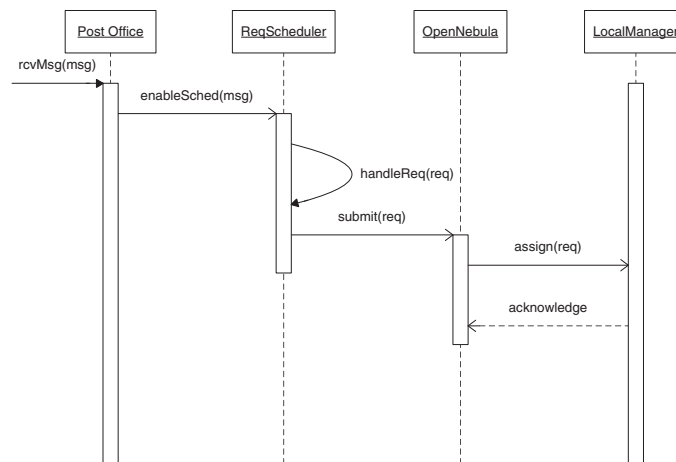 Post Office
ReqScheduler
OpenNebula
LocalManager
rcvMsg(msg)
enableSched(msg)
handleReq(req)
submit(req)
assign(req)
acknowledge